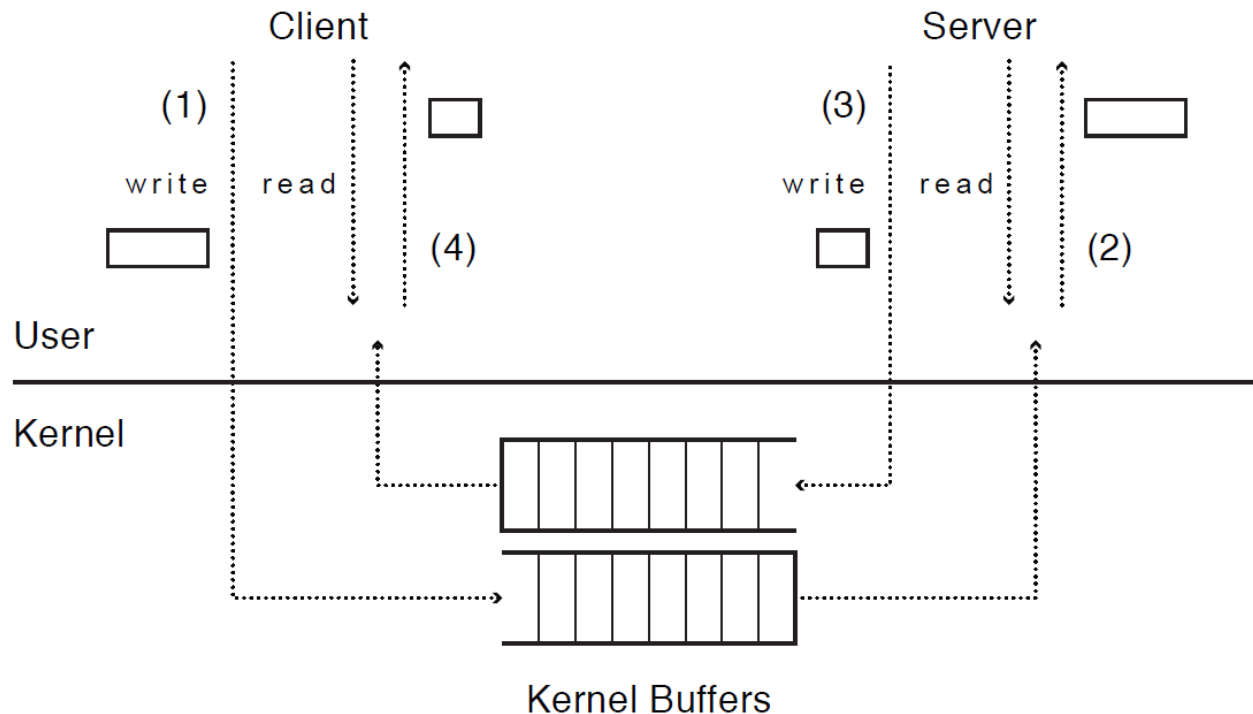 Client
Server
(1)
(3)
write read
write read
(4)
(2)
User
Kernel
Kernel Buffers